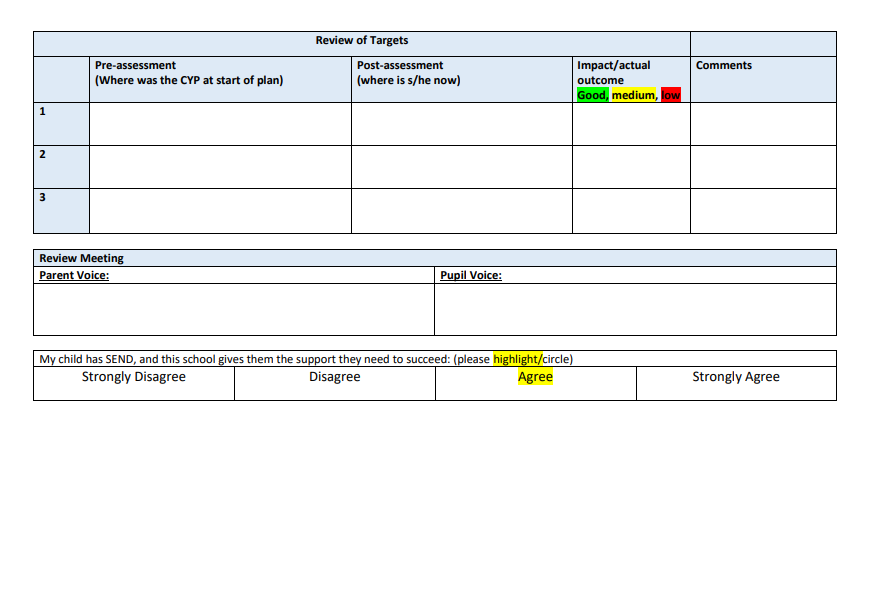 Review of Targets
Pre-assessment
(Where was the CYP at start of plan)
Post-assessment
(where is s/he now)
Impact/actual
outcome
Good, medium, low
Comments
1
2
3
Review Meeting
Parent Voice:
Pupil Voice:
My child has SEND, and this school gives them the support they need to succeed: (please highlight/circle)
Strongly Disagree
Disagree
Agree
Strongly Agree